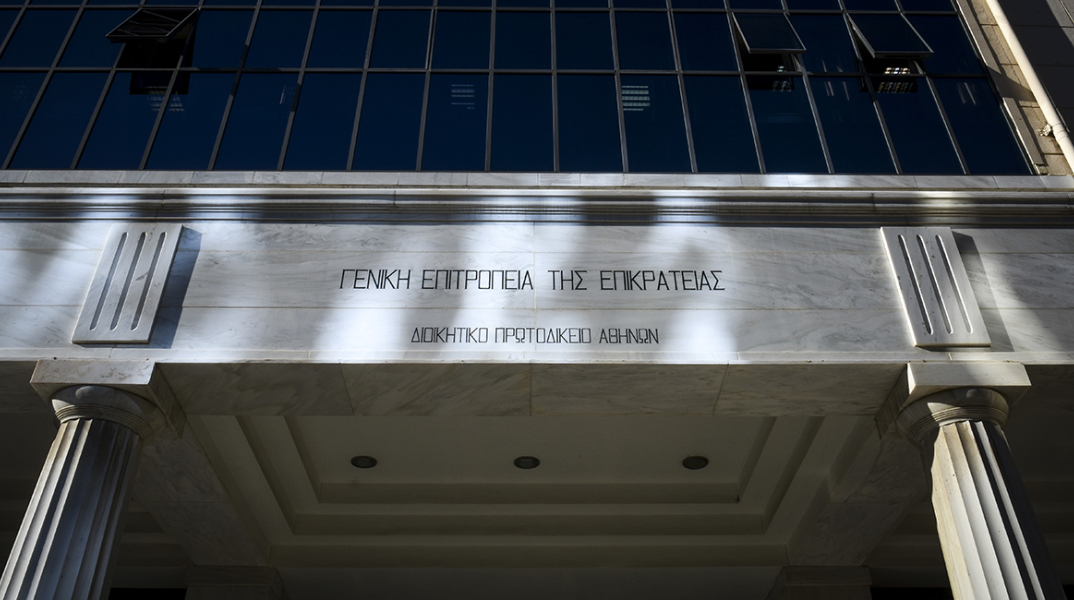 ΓΕΝΙΚΗ ΕΠΙΤΡΟΠΕΙΑ ΤΗΣ ΕΠΙΚΡΑΤΕΙΑΣ
ΔΙΟΙΚΗΤΙΚΟ ΠΡΩΤΟΔΙΚΕΙΟ ΑΘΗΝΩΝ